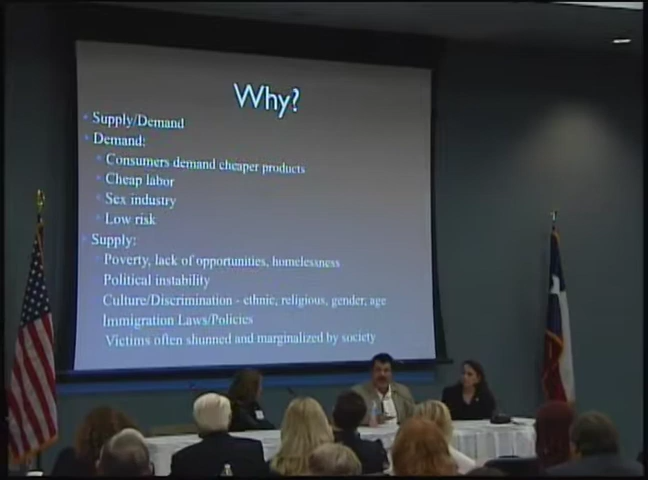 Why?
Supply/Demand
Demand:
Consumers demand cheaper products
Cheap labor
Sex industry
Low risk
Supply:
Poverty, lack of opportunities, homelessness
Political instability
Culture/Discrimination - ethnic, religious, gender, age
Immigration Laws/Policies
Victims often shunned and marginalized by society